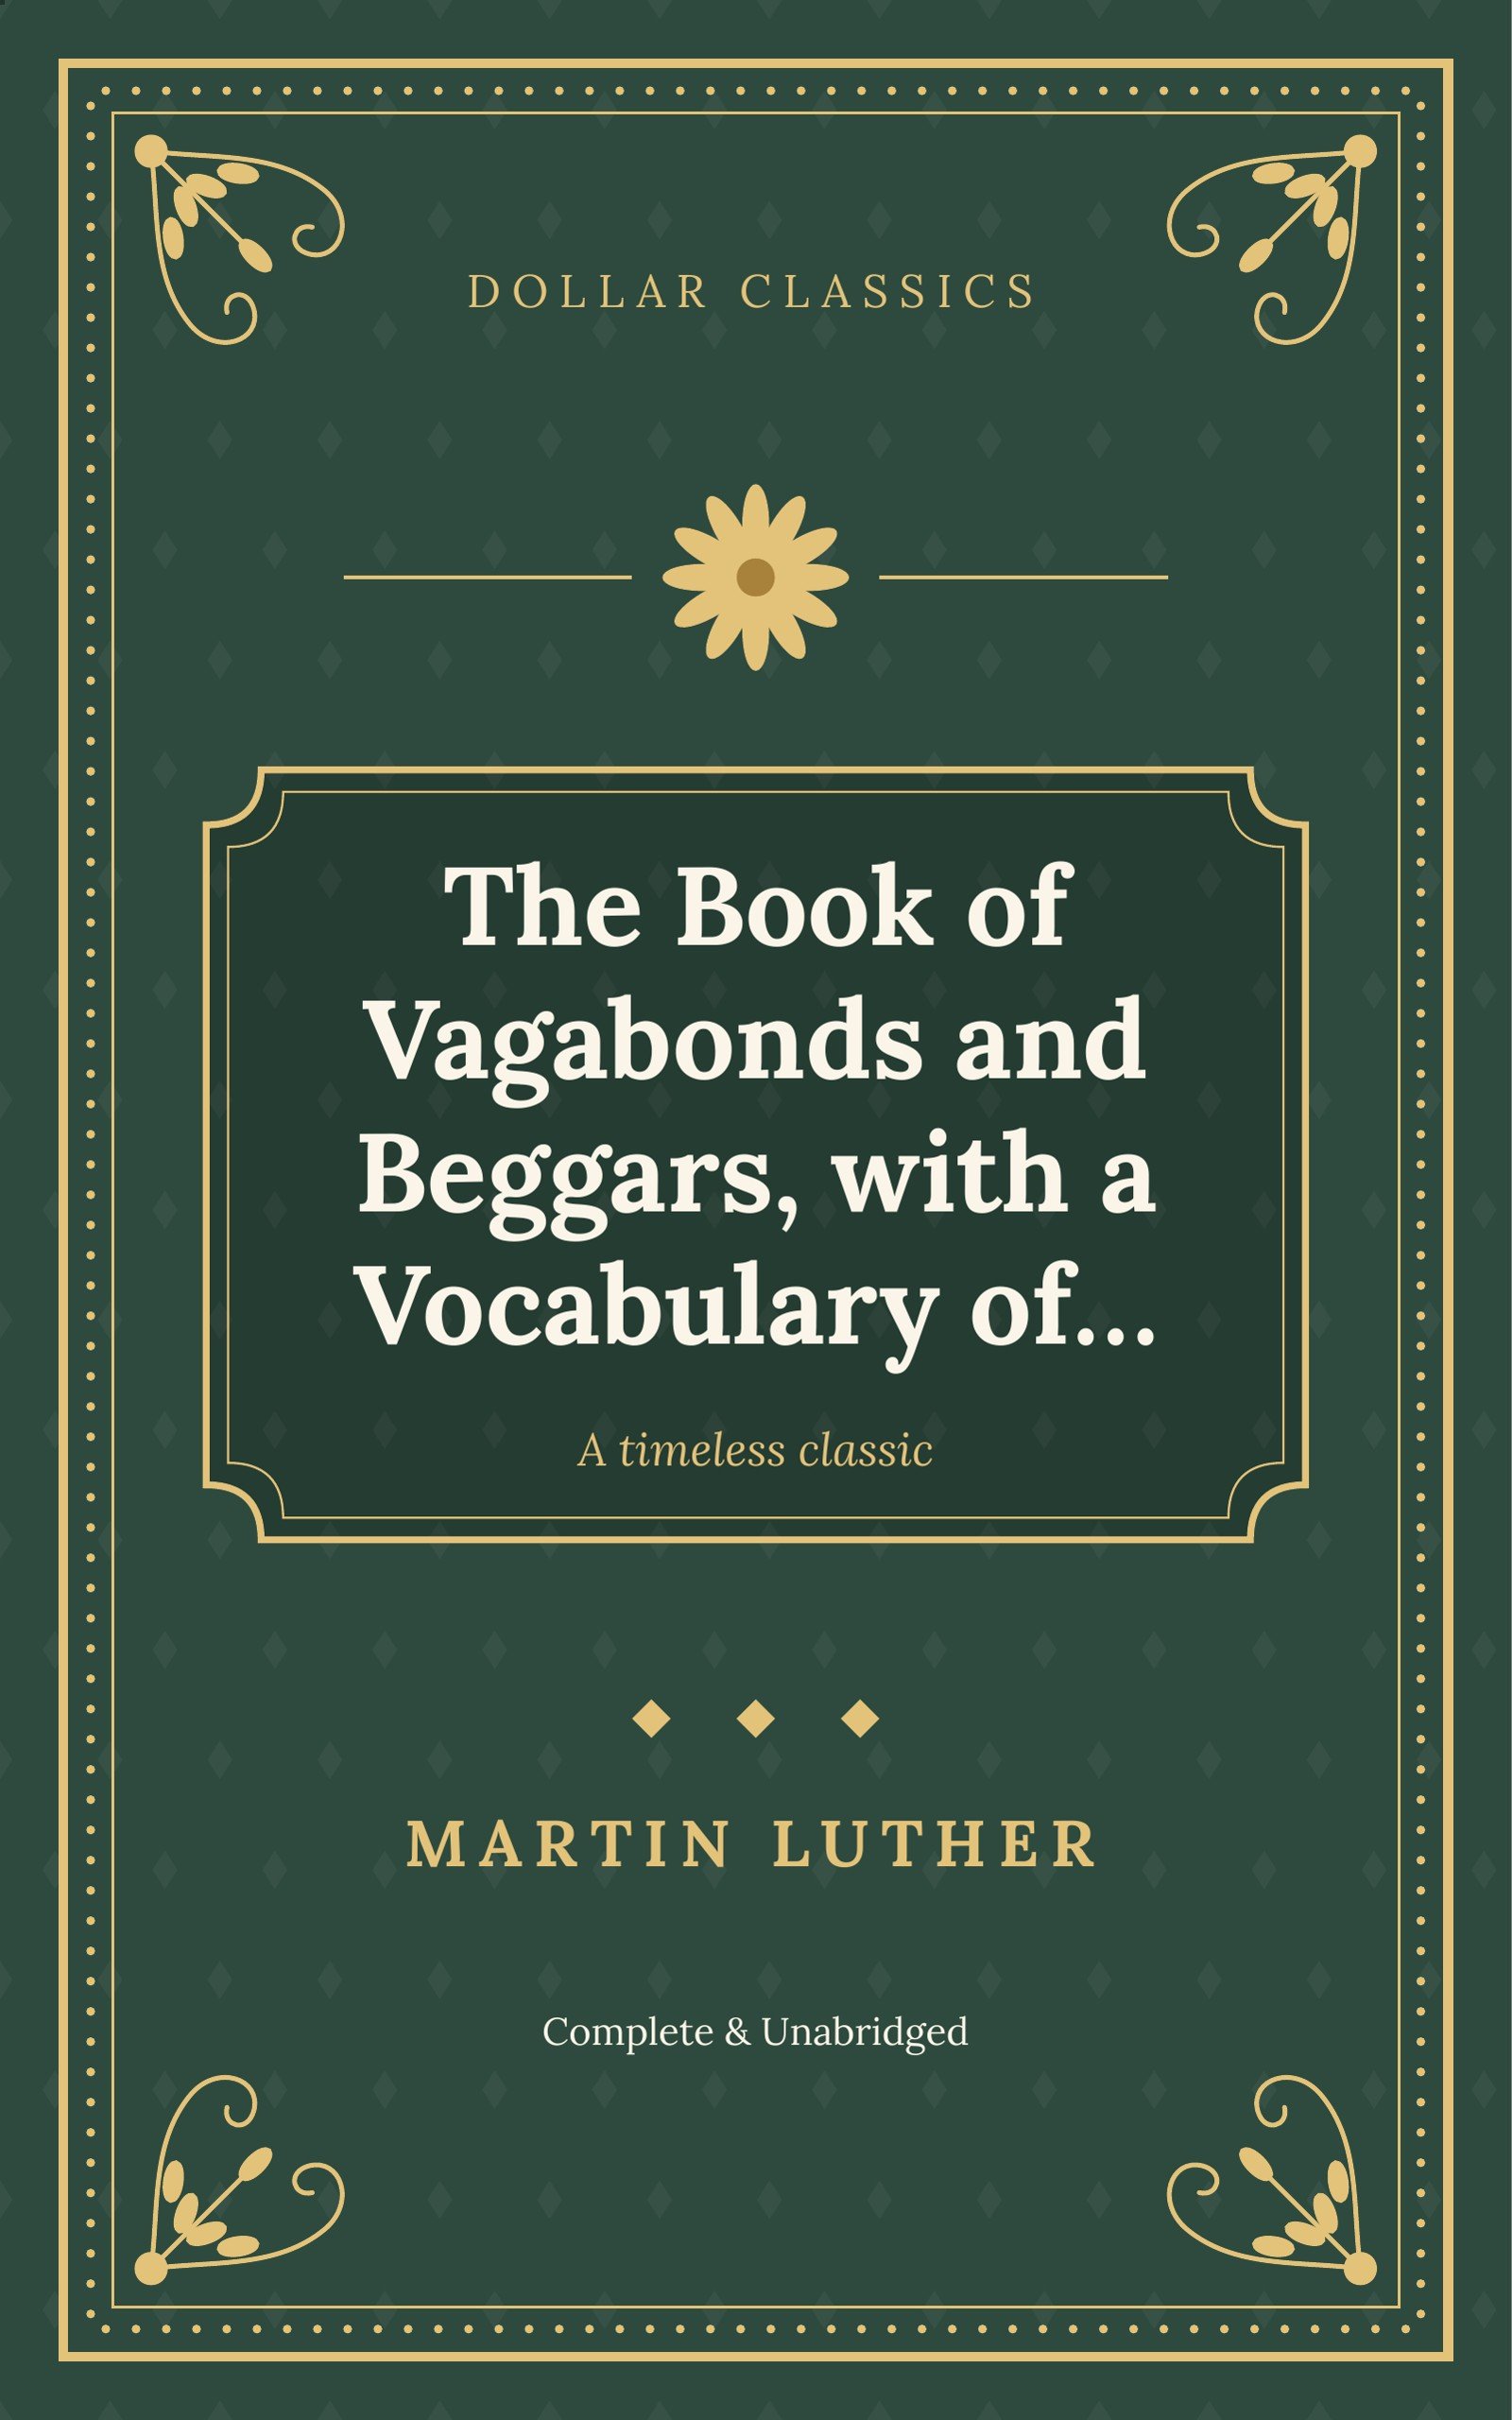 DOLLAR CLASSICS
The Book of
Vagabonds and
Beggars, with a
Vocabulary of...
A timeless classic
MARTIN LUTHER
Complete & Unabridged